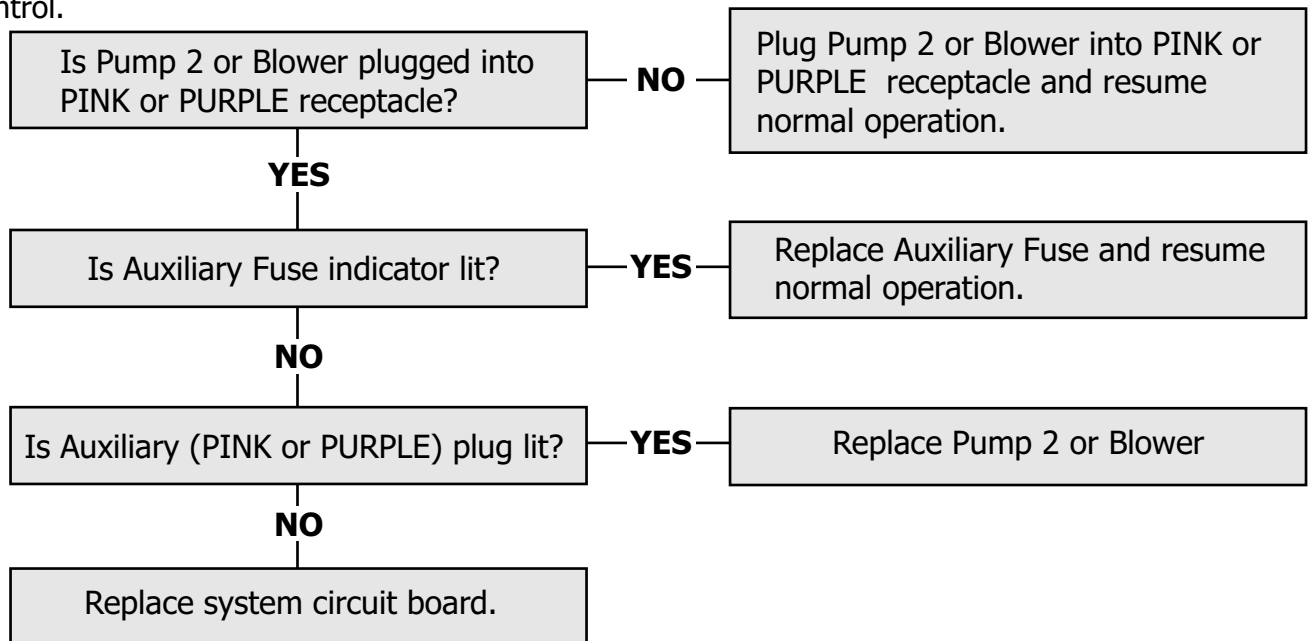 ntrol.
Is Pump 2 or Blower plugged into
PINK or PURPLE receptacle?
NO
Plug Pump 2 or Blower into PINK or
PURPLE receptacle and resume
normal operation.
YES
Is Auxiliary Fuse indicator lit?
YES
Replace Auxiliary Fuse and resume
normal operation.
NO
Is Auxiliary (PINK or PURPLE) plug lit?
YES
Replace Pump 2 or Blower
NO
Replace system circuit board.